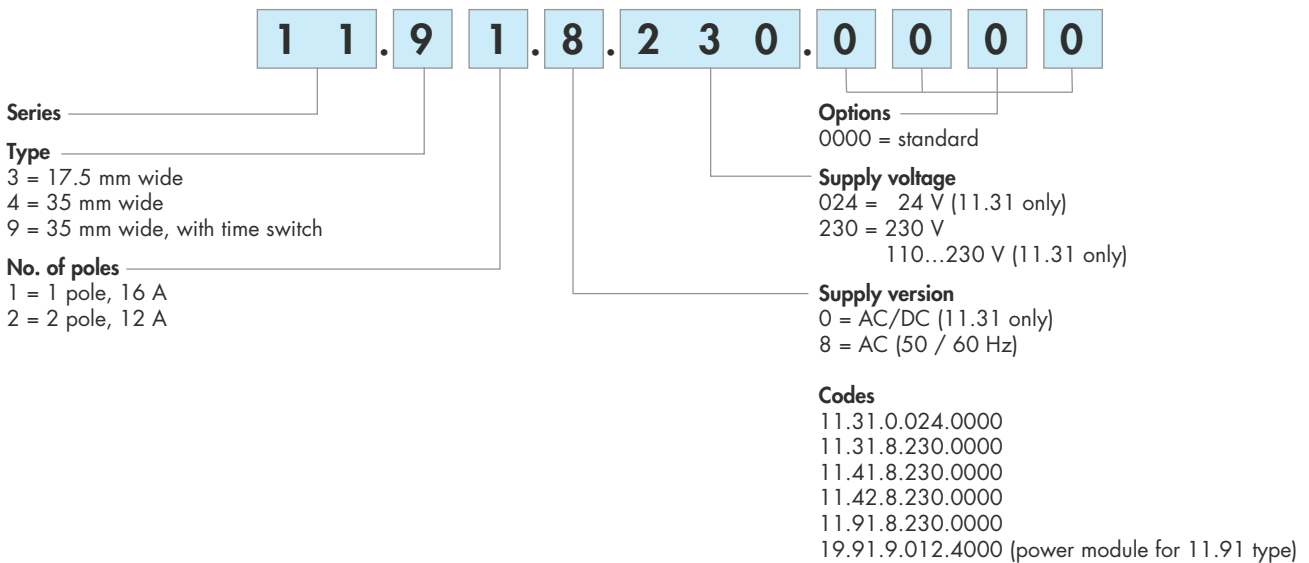 1 1 . 9 1 . 8 . 2 3 0 . 0 0 0 0
Series
Type
3 = 17.5 mm wide
4 = 35 mm wide
9 = 35 mm wide, with time switch
No. of poles
1 = 1 pole, 16 A
2 = 2 pole, 12 A
Options
0000 = standard
Supply voltage
024 = 24 V (11.31 only)
230 = 230 V
110...230 V (11.31 only)
Supply version
0 = AC/DC (11.31 only)
8 = AC (50 / 60 Hz)
Codes
11.31.0.024.0000
11.31.8.230.0000
11.41.8.230.0000
11.42.8.230.0000
11.91.8.230.0000
19.91.9.012.4000 (power module for 11.91 type)